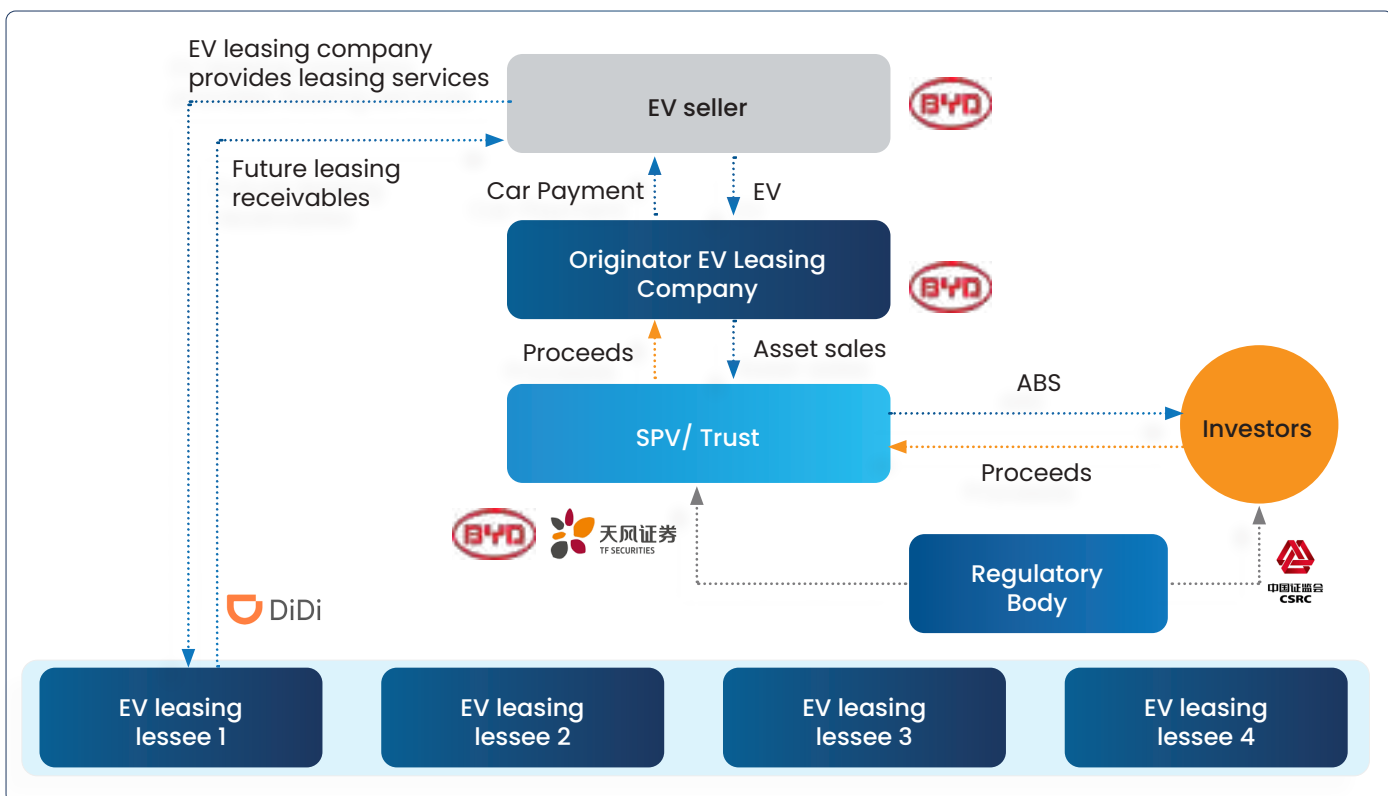 EV leasing company
provides leasing services
EV seller
BYD
Future leasing
receivables
Car Payment
EV
Originator EV Leasing
Company
BYD
Proceeds
Asset sales
ABS
SPV/ Trust
Investors
Proceeds
BYD
天风证券
TF SECURITIES
Regulatory
Body
中国证监会
CSRC
DiDi
EV leasing
lessee 1
EV leasing
lessee 2
EV leasing
lessee 3
EV leasing
lessee 4